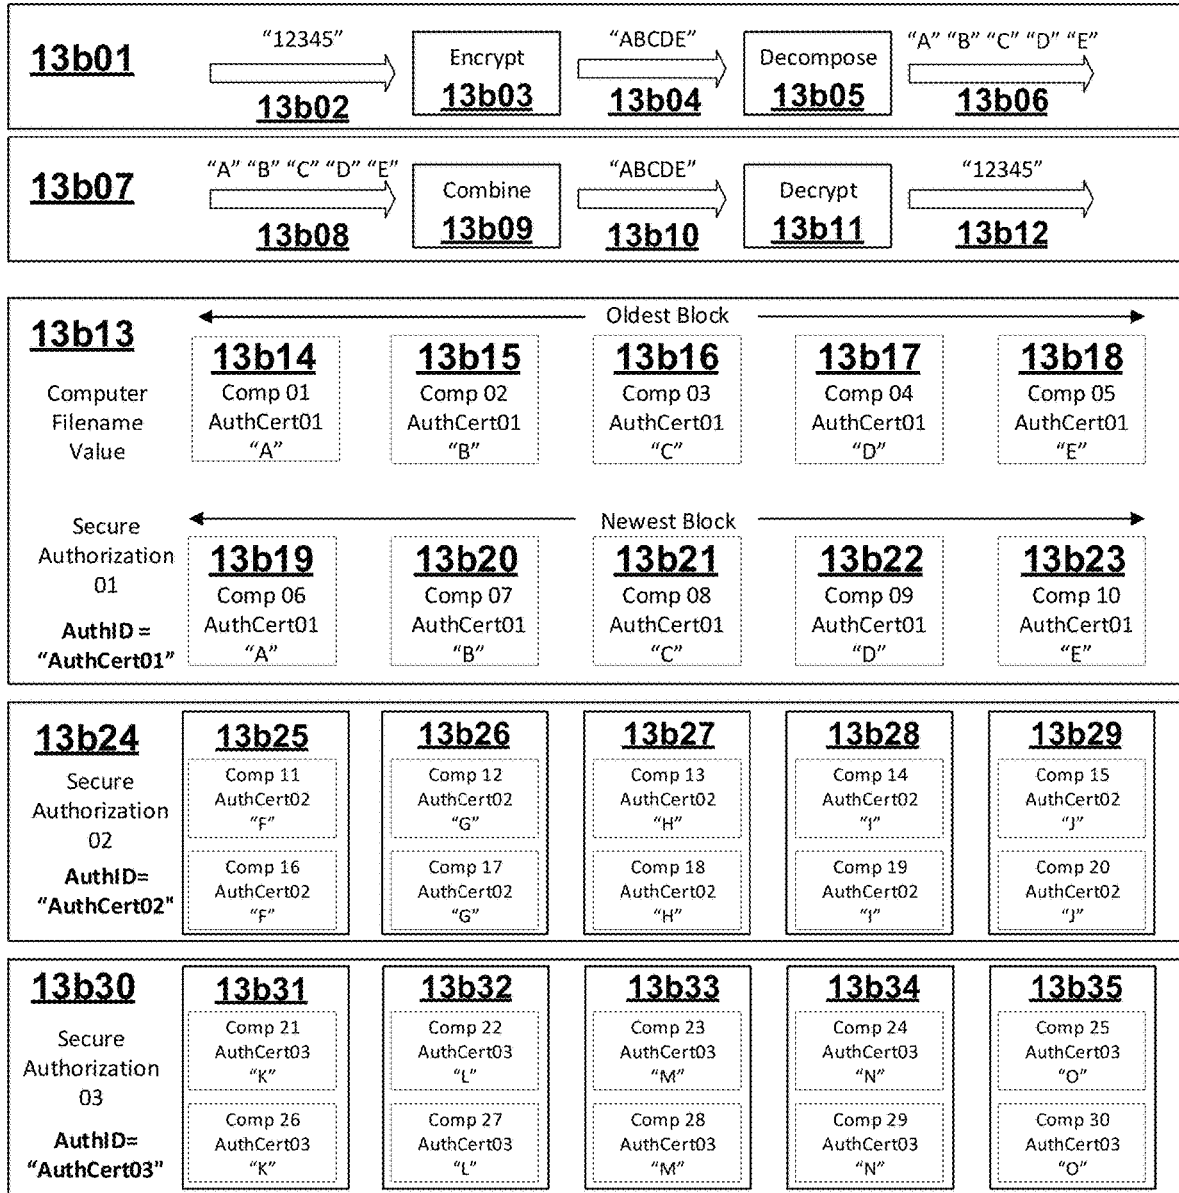 13b01
“12345”
13b02
Encrypt
13b03
“ABCDE”
13b04
Decompose
13b05
“A” “B” “C” “D” “E”
13b06
13b07
“A” “B” “C” “D” “E”
13b08
Combine
13b09
“ABCDE”
13b10
Decrypt
13b11
“12345”
13b12
13b13
Computer
Filename
Value
Oldest Block
13b14
Comp 01
AuthCert01
“A”
13b15
Comp 02
AuthCert01
“B”
13b16
Comp 03
AuthCert01
“C”
13b17
Comp 04
AuthCert01
“D”
13b18
Comp 05
AuthCert01
“E”
Secure
Authorization
01
AuthID =
“AuthCert01”
Newest Block
13b19
Comp 06
AuthCert01
“A”
13b20
Comp 07
AuthCert01
“B”
13b21
Comp 08
AuthCert01
“C”
13b22
Comp 09
AuthCert01
“D”
13b23
Comp 10
AuthCert01
“E”
13b24
Secure
Authorization
02
AuthID=
“AuthCert02"
13b25
Comp 11
AuthCert02
“F”
Comp 16
AuthCert02
“F”
13b26
Comp 12
AuthCert02
“G”
Comp 17
AuthCert02
“G”
13b27
Comp 13
AuthCert02
“H”
Comp 18
AuthCert02
“H”
13b28
Comp 14
AuthCert02
“I”
Comp 19
AuthCert02
“I”
13b29
Comp 15
AuthCert02
“J”
Comp 20
AuthCert02
“J”
13b30
Secure
Authorization
03
AuthID=
“AuthCert03"
13b31
Comp 21
AuthCert03
“K”
Comp 26
AuthCert03
“K”
13b32
Comp 22
AuthCert03
“L”
Comp 27
AuthCert03
“L”
13b33
Comp 23
AuthCert03
“M”
Comp 28
AuthCert03
“M”
13b34
Comp 24
AuthCert03
“N”
Comp 29
AuthCert03
“N”
13b35
Comp 25
AuthCert03
“O”
Comp 30
AuthCert03
“O”